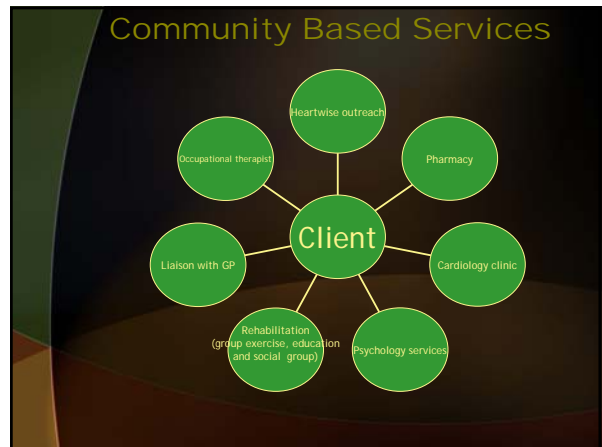 Community Based Services
Heartwise outreach
Occupational therapist
Pharmacy
Client
Liaison with GP
Cardiology clinic
Rehabilitation
(group exercise, education
and social group)
Psychology services